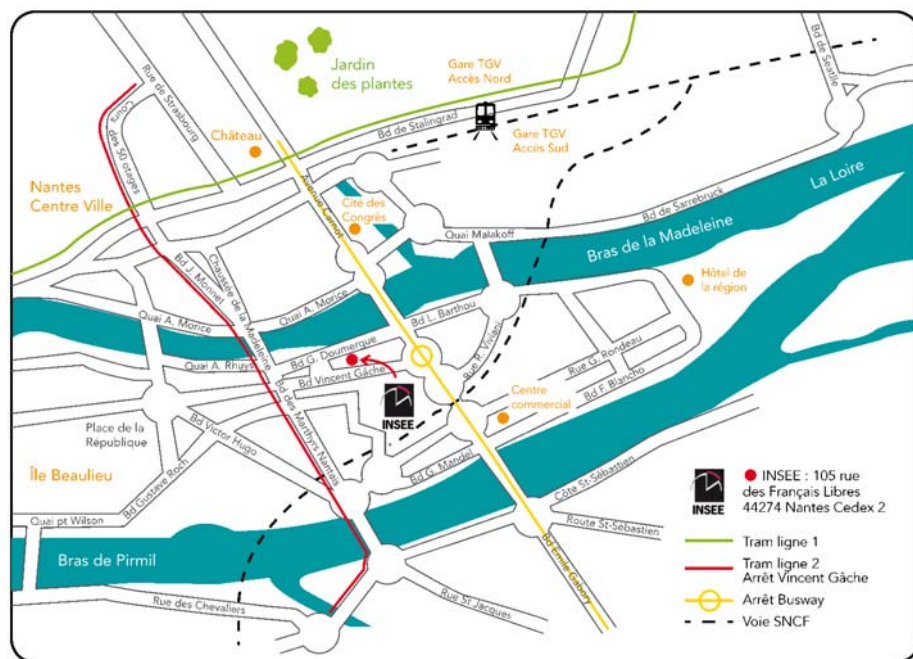 Rue de Strasbourg
Jardin
des plantes
Gare TGV
Accès Nord
Bd de Seatlle
Château
Bd de Stalingrad
Gare TGV
Accès Sud
Cours
des 50 otages
Nantes
Centre Ville
Avenue Carnot
Cité des
Congrès
La Loire
Bd de Sarrebruck
Quai Malakoff
Bras de la Madeleine
Bd J. Monnet
Chaussée de la Madeleine
Quai A. Morice
Quai A. Morice
Hôtel de
la région
Bd L. Barthou
Quai A. Rhuys
Bd G. Doumergue
Rue R. Viviani
Bd Vincent Gâche
Rue G. Rondeau
Bd F. Blancho
INSEE
Centre
commercial
Bd des Marthyrs Nantais
Place de la
République
Bd Victor Hugo
Île Beaulieu
Bd Gustave Roch
Bd G. Mandel
Côte St-Sébastien
Quai pt Wilson
Route St-Sébastien
Bras de Pirmil
Bd Emile Gabory
Rue des Chevaliers
Rue St Jacques
INSEE
INSEE : 105 rue
des Français Libres
44274 Nantes Cedex 2
Tram ligne 1
Tram ligne 2
Arrêt Vincent Gâche
Arrêt Busway
Voie SNCF